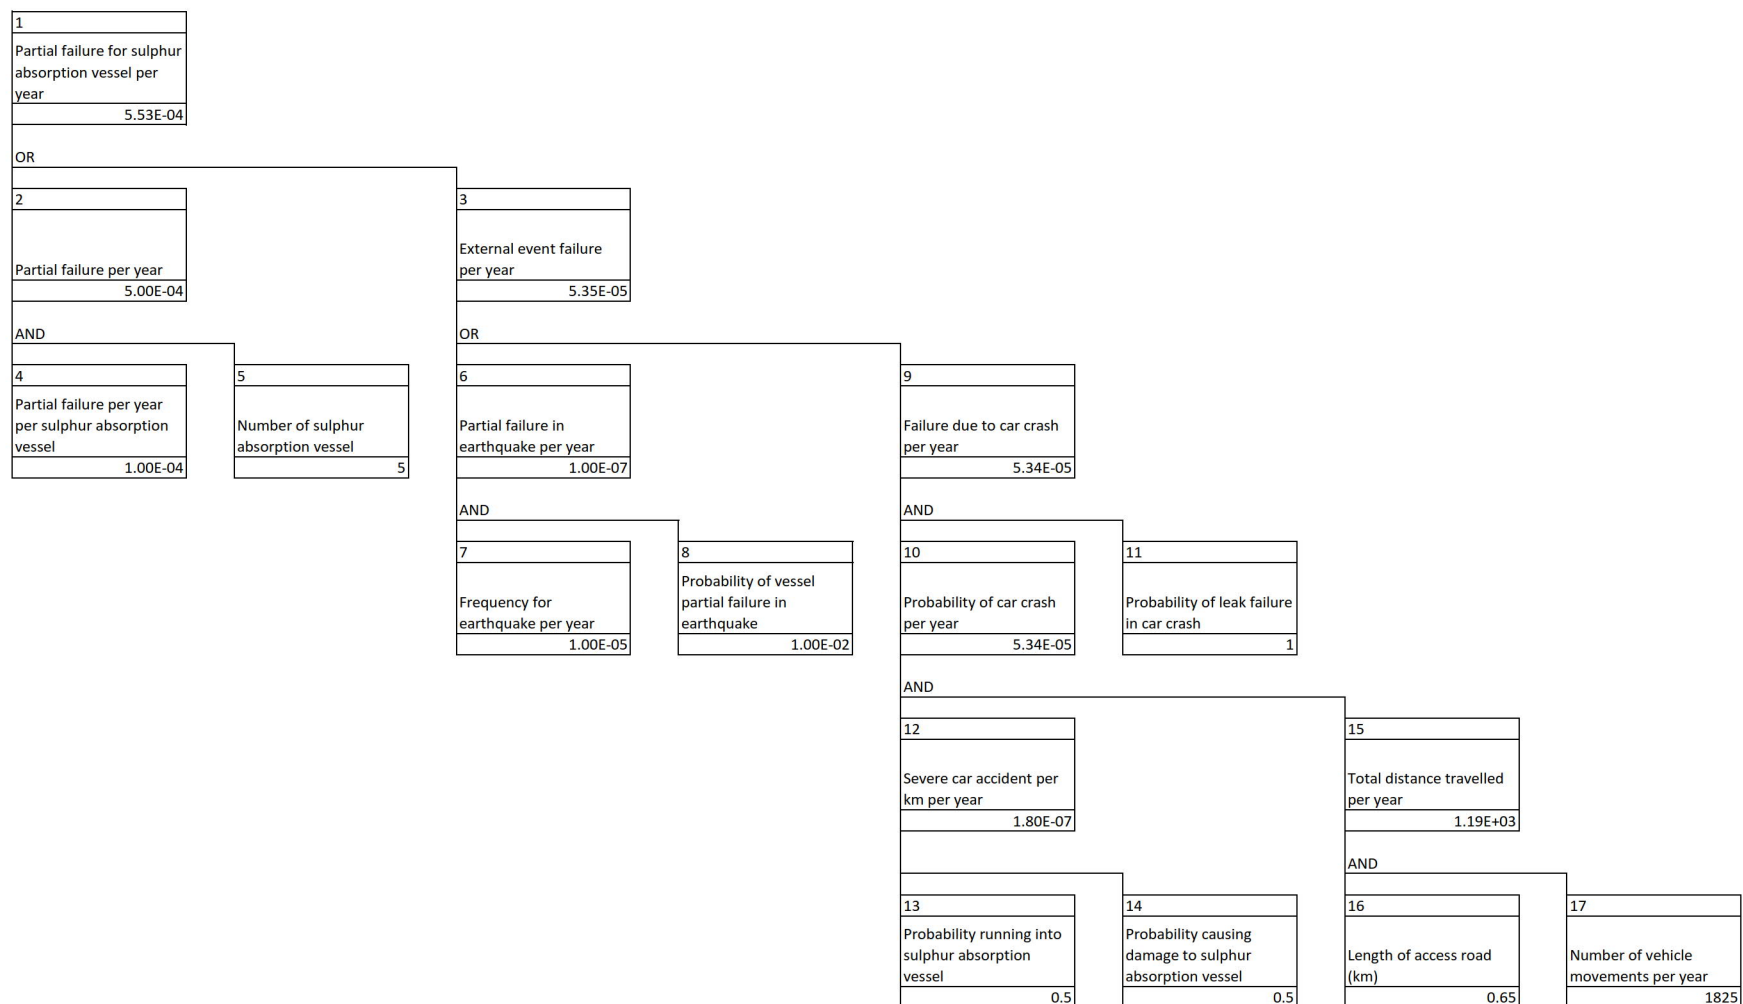 1
Partial failure for sulphur
absorption vessel per
year
5.53E-04
OR
2
Partial failure per year
5.00E-04
3
External event failure
per year
5.35E-05
AND
OR
4
Partial failure per year
per sulphur absorption
vessel
1.00E-04
5
Number of sulphur
absorption vessel
5
6
Partial failure in
earthquake per year
1.00E-07
9
Failure due to car crash
per year
5.34E-05
AND
AND
7
Frequency for
earthquake per year
1.00E-05
8
Probability of vessel
partial failure in
earthquake
1.00E-02
10
Probability of car crash
per year
5.34E-05
11
Probability of leak failure
in car crash
1
AND
12
Severe car accident per
km per year
1.80E-07
15
Total distance travelled
per year
1.19E+03
AND
13
Probability running into
sulphur absorption
vessel
0.5
14
Probability causing
damage to sulphur
absorption vessel
0.5
16
Length of access road
(km)
0.65
17
Number of vehicle
movements per year
1825